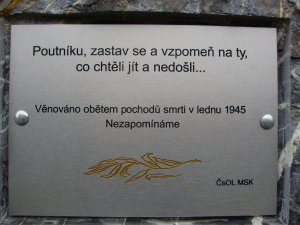 Poutníku, zastav se a vzpomeň na ty,
co chtěli jít a nedošli...
Věnováno obětem pochodů smrti v lednu 1945
Nezapomínáme
ČsOL MSK